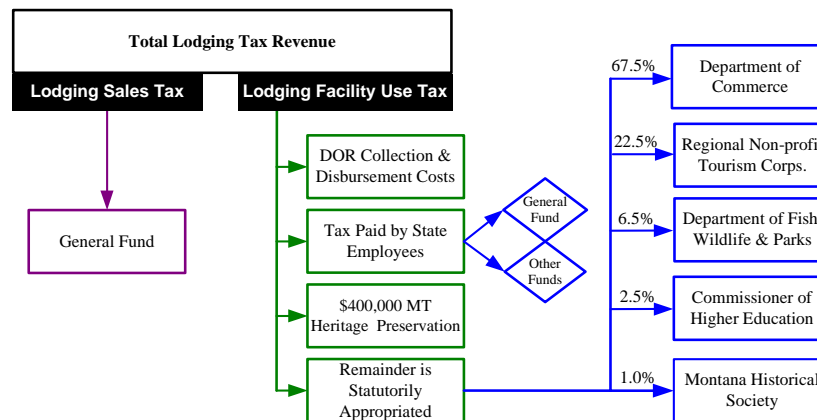 Total Lodging Tax Revenue
Lodging Sales Tax
Lodging Facility Use Tax
General Fund
DOR Collection &
Disbursement Costs
Tax Paid by State
Employees
General
Fund
Other
Funds
$400,000 MT
Heritage Preservation
Remainder is
Statutorily
Appropriated
67.5%
Department of
Commerce
22.5%
Regional Non-profi
Tourism Corps.
6.5%
Department of Fish
Wildlife & Parks
2.5%
Commissioner of
Higher Education
1.0%
Montana Historical
Society